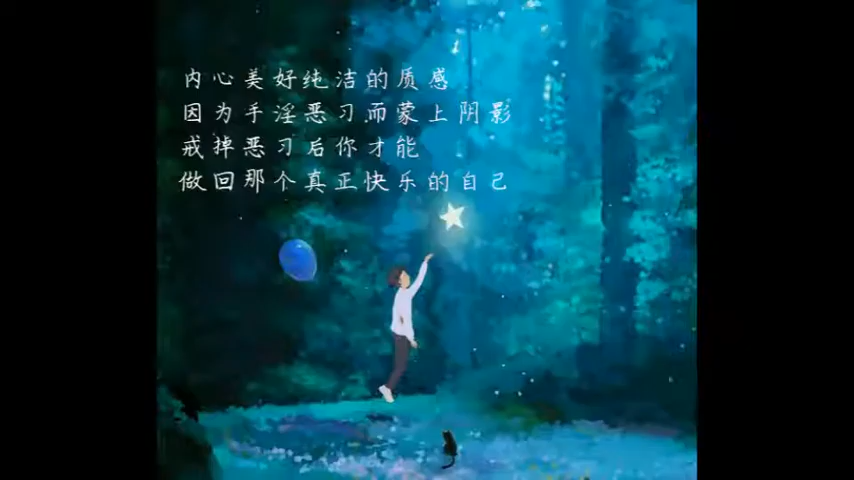 内心美好纯洁的质感
因为手淫恶习而蒙上阴影
戒掉恶习后你才能
做回那个真正快乐的自己